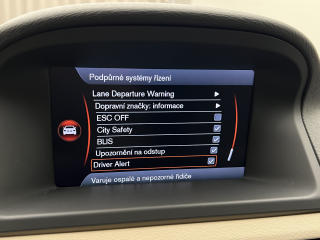 Podpůrné systémy řízení
Lane Departure Warning
Dopravní značky: informace
ESC OFF
City Safety
BLIS
Upozornění na odstup
Driver Alert
Varuje ospalé a nepozorné řidiče